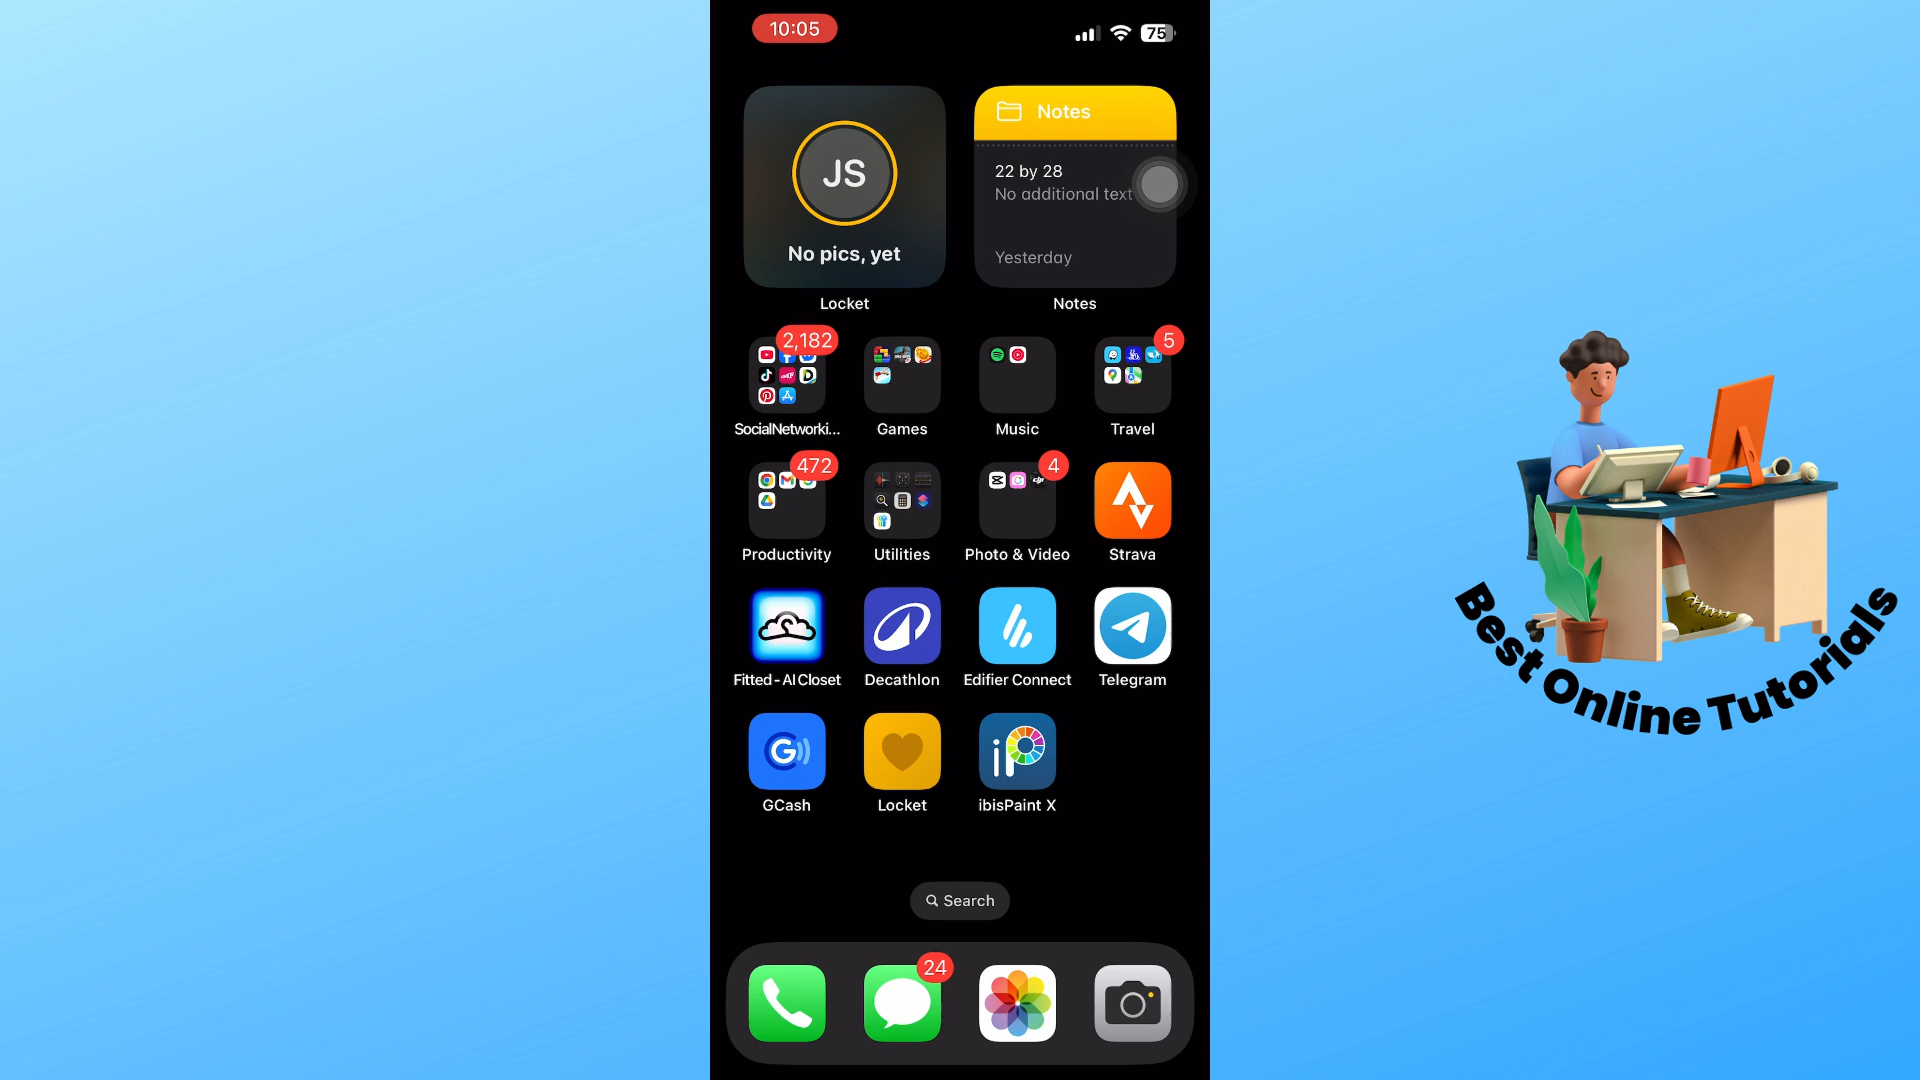 10:05
75
Notes
JS
22 by 28
No additional text
No pics, yet
Yesterday
Locket
Notes
2,182
5
SocialNetworki...
Games
Music
Travel
472
4
Productivity
Utilities
Photo & Video
Strava
Fitted - AI Closet
Decathlon
Edifier Connect
Telegram
GCash
Locket
iP
ibisPaint X
Search
24
Best Online Tutorials